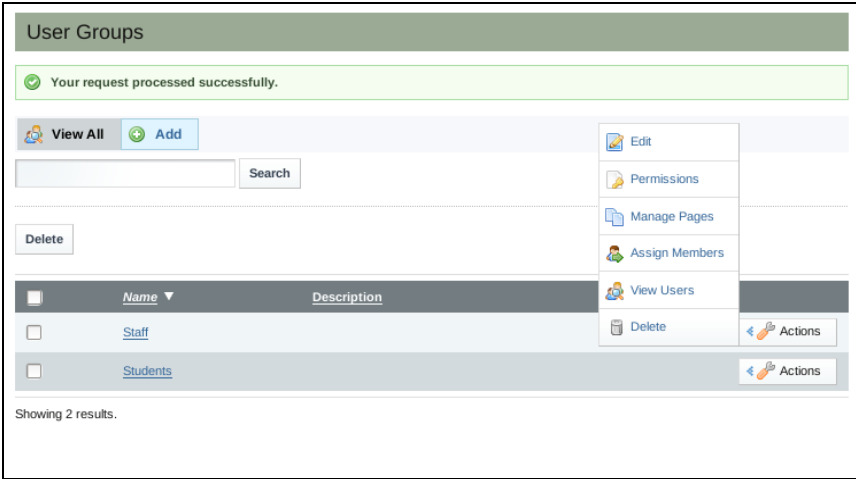 User Groups
Your request processed successfully.
View All
Add
Search
Delete
Edit
Permissions
Manage Pages
Assign Members
View Users
Delete
Name Description
Staff Actions
Students Actions
Showing 2 results.